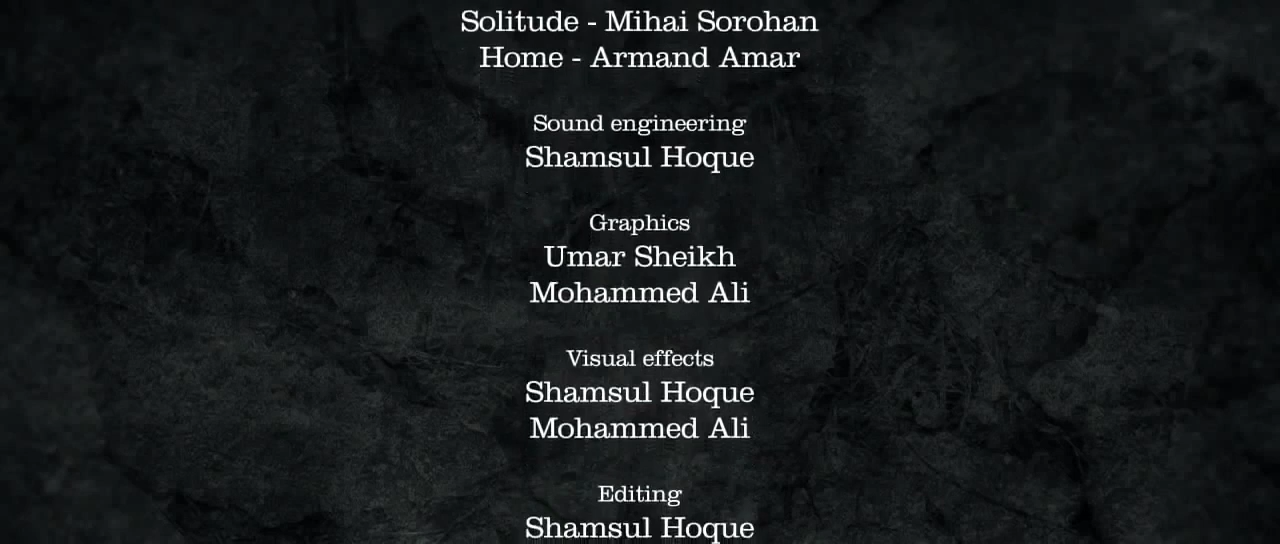 Solitude - Mihai Sorohan
Home - Armand Amar
Sound engineering
Shamsul Hoque
Graphics
Umar Sheikh
Mohammed Ali
Visual effects
Shamsul Hoque
Mohammed Ali
Editing
Shamsul Hoque